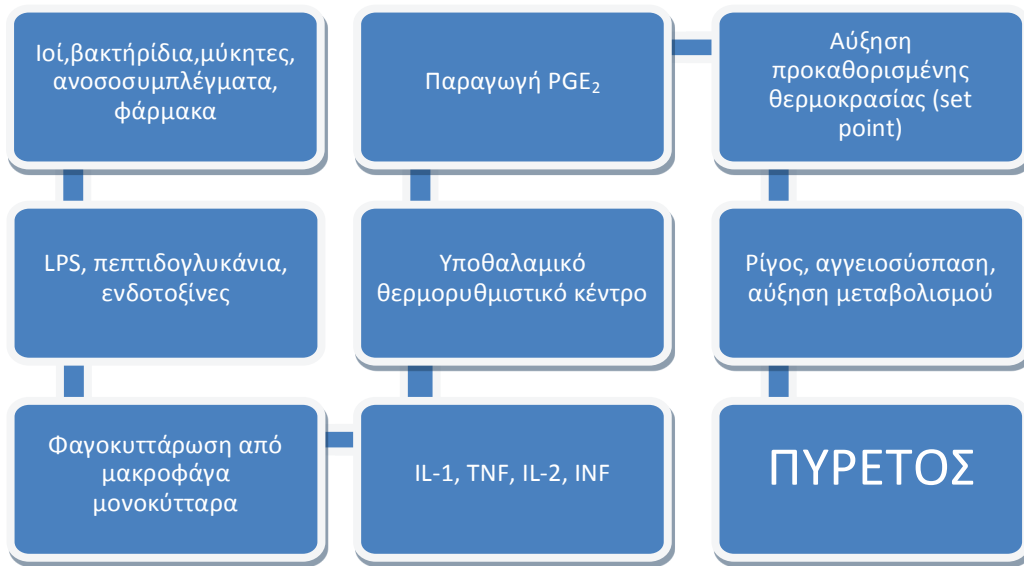 Ιοί,βακτήρίδια,μύκητες,
ανοσοσυμπλέγματα,
φάρμακα
LPS, πεπτιδογλυκάνια,
ενδοτοξίνες
Φαγοκυττάρωση από
μακροφάγα
μονοκύτταρα
IL-1, TNF, IL-2, INF
Υποθαλαμικό
θερμορυθμιστικό κέντρο
Παραγωγή PGE₂
Αύξηση
προκαθορισμένης
θερμοκρασίας (set
point)
Ρίγος, αγγειοσύσπαση,
αύξηση μεταβολισμού
ΠΥΡΕΤΟΣ